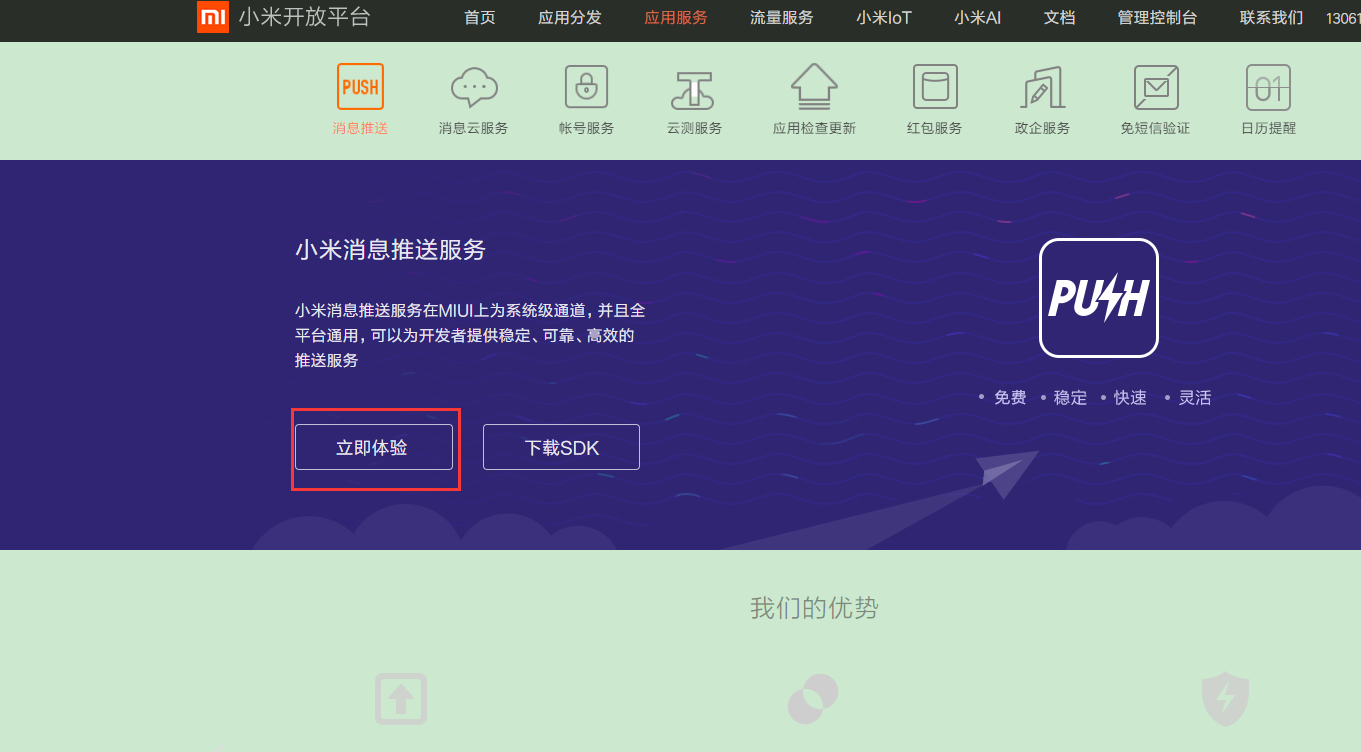 mi 小米开放平台 首页 应用分发 应用服务 流量服务 小米IoT 小米AI 文档 管理控制台 联系我们 13061
PUSH 01
消息推送 消息云服务 帐号服务 云测服务 应用检查更新 红包服务 政企服务 免短信验证 日历提醒
小米消息推送服务
小米消息推送服务在MIUI上为系统级通道，并且全
平台通用，可以为开发者提供稳定、可靠、高效的
推送服务
立即体验 下载SDK
PUSH
• 免费 • 稳定 • 快速 • 灵活
我们的优势